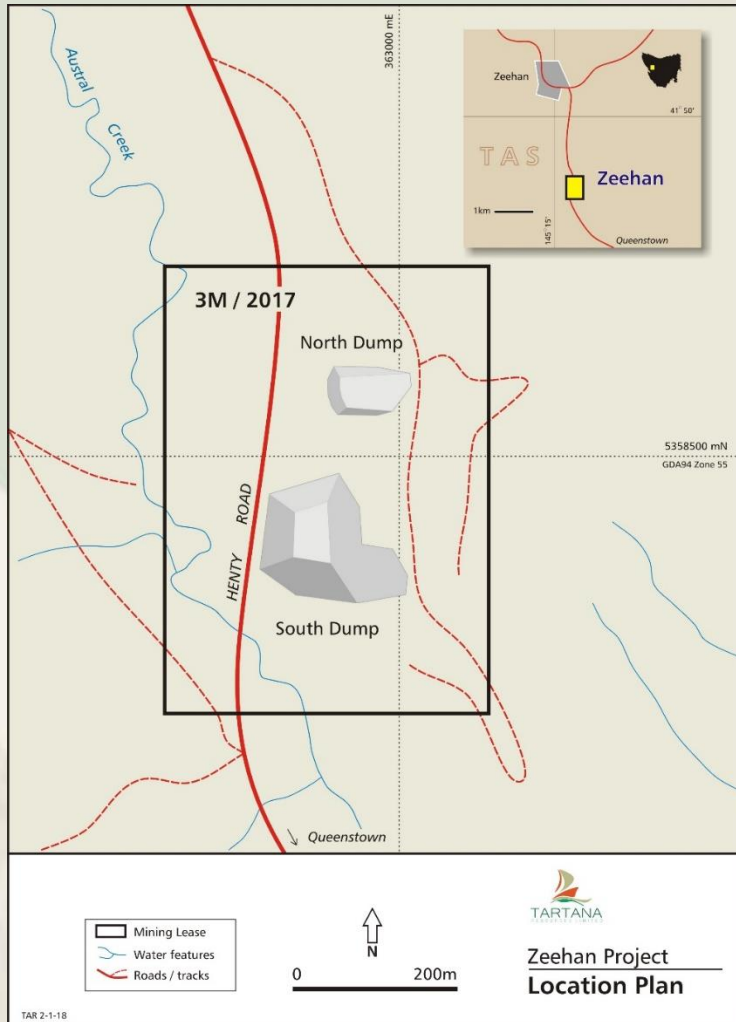 Austral
Creek
363000 mE
Zeehan
41° 50'
TAS
Zeehan
1km
145° 15'
Queenstown
3M / 2017
North Dump
5358500 mN
GDA94 Zone 55
HENTY ROAD
South Dump
Queenstown
Mining Lease
Water features
Roads / tracks
N
0 200m
TARTANA
Zeehan Project
Location Plan
TAR 2-1-18